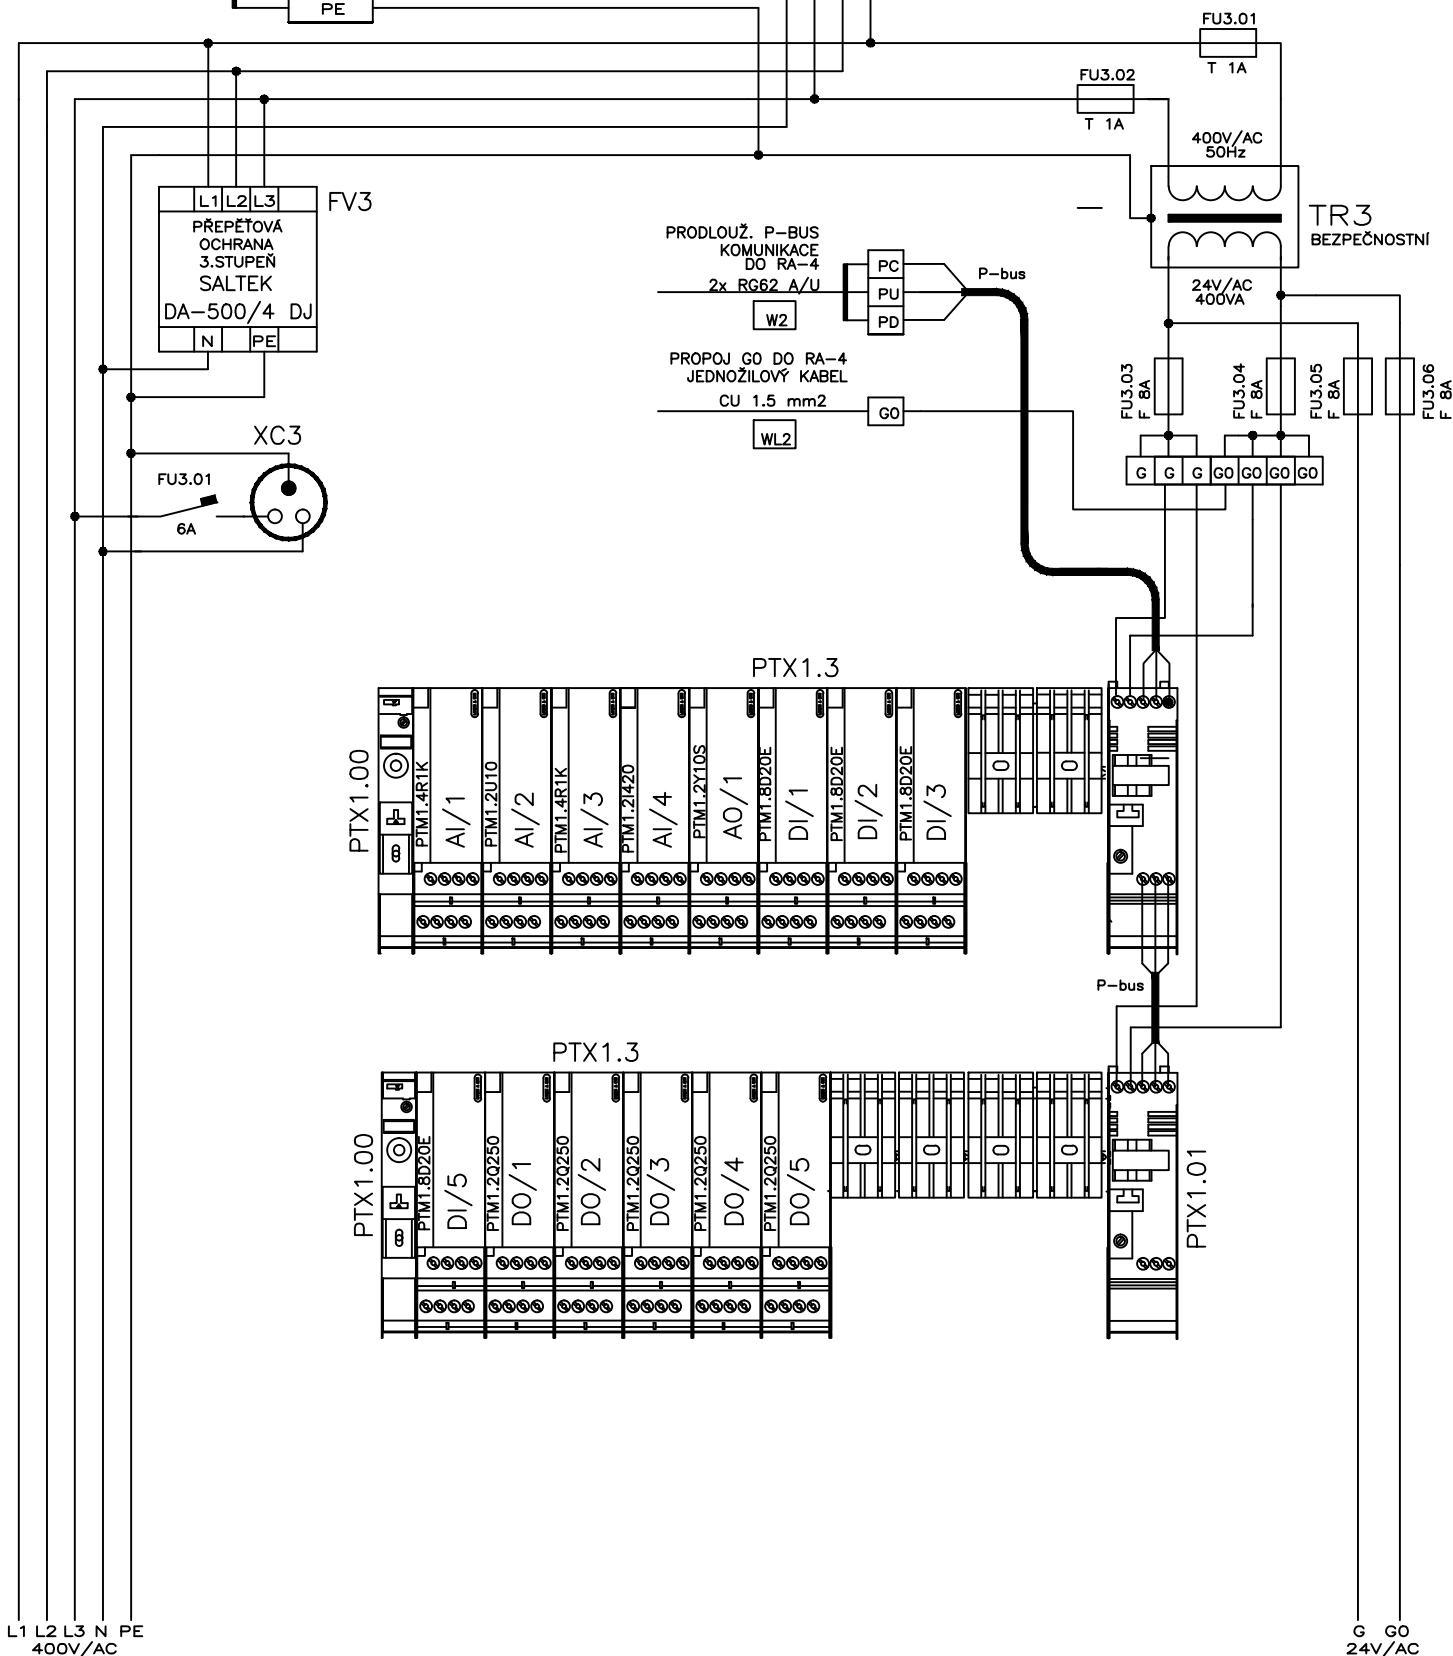 PE
FU3.01
T 1A
FU3.02
T 1A
400V/AC
50Hz
TR3
BEZPEČNOSTNÍ
24V/AC
400VA
L1 L2 L3
FV3
PŘEPĚŤOVÁ
OCHRANA
3.STUPEŇ
SALTEK
DA-500/4 DJ
N PE
PRODLOUŽ. P-BUS
KOMUNIKACE
DO RA-4
2x RG62 A/U
W2
PC
PU
PD
P-bus
PROPOJ G0 DO RA-4
JEDNOŽILOVÝ KABEL
CU 1.5 mm2
WL2
G0
FU3.03
F 8A
FU3.04
F 8A
FU3.05
F 8A
FU3.06
F 8A
G G G G0 G0 G0 G0
XC3
FU3.01
6A
PTX1.3
PTX1.00
PTM1.4R1K
AI/1
PTM1.2U10
AI/2
PTM1.4R1K
AI/3
PTM1.2I420
AI/4
PTM1.2Y10S
AO/1
PTM1.8D20E
DI/1
PTM1.8D20E
DI/2
PTM1.8D20E
DI/3
0
0
P-bus
PTX1.3
PTX1.00
PTM1.8D20E
DI/5
PTM1.2Q250
DO/1
PTM1.2Q250
DO/2
PTM1.2Q250
DO/3
PTM1.2Q250
DO/4
PTM1.2Q250
DO/5
0
0
0
0
PTX1.01
L1 L2 L3 N PE
400V/AC
G G0
24V/AC